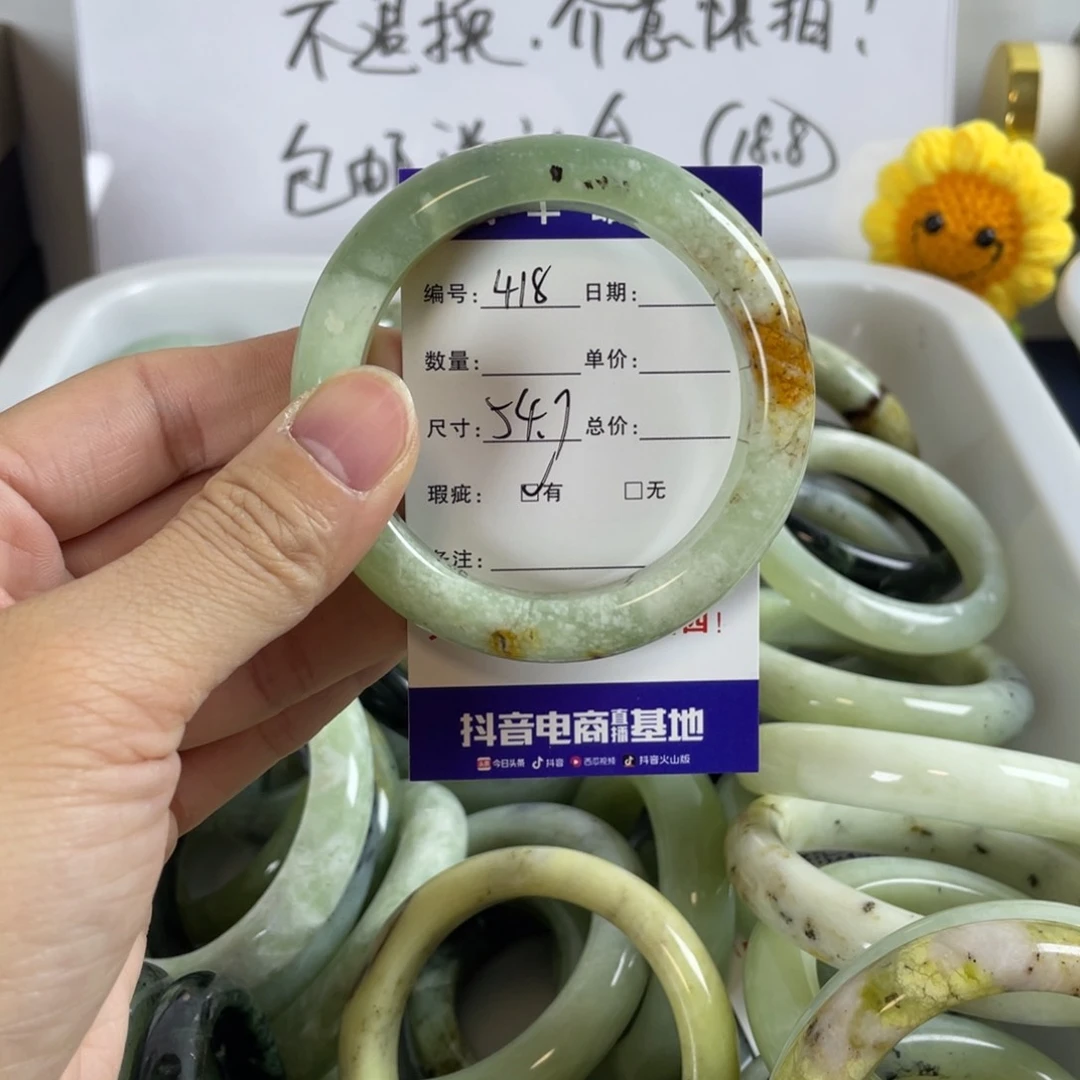 不退换.介意慎拍!
包邮 (18.8)
编号: 418 日期:
数量: 单价:
尺寸: 54.7 总价:
瑕疵: ☑有 □无
备注:
四!
抖音电商直播基地
今日头条 抖音 西瓜视频 抖音火山版